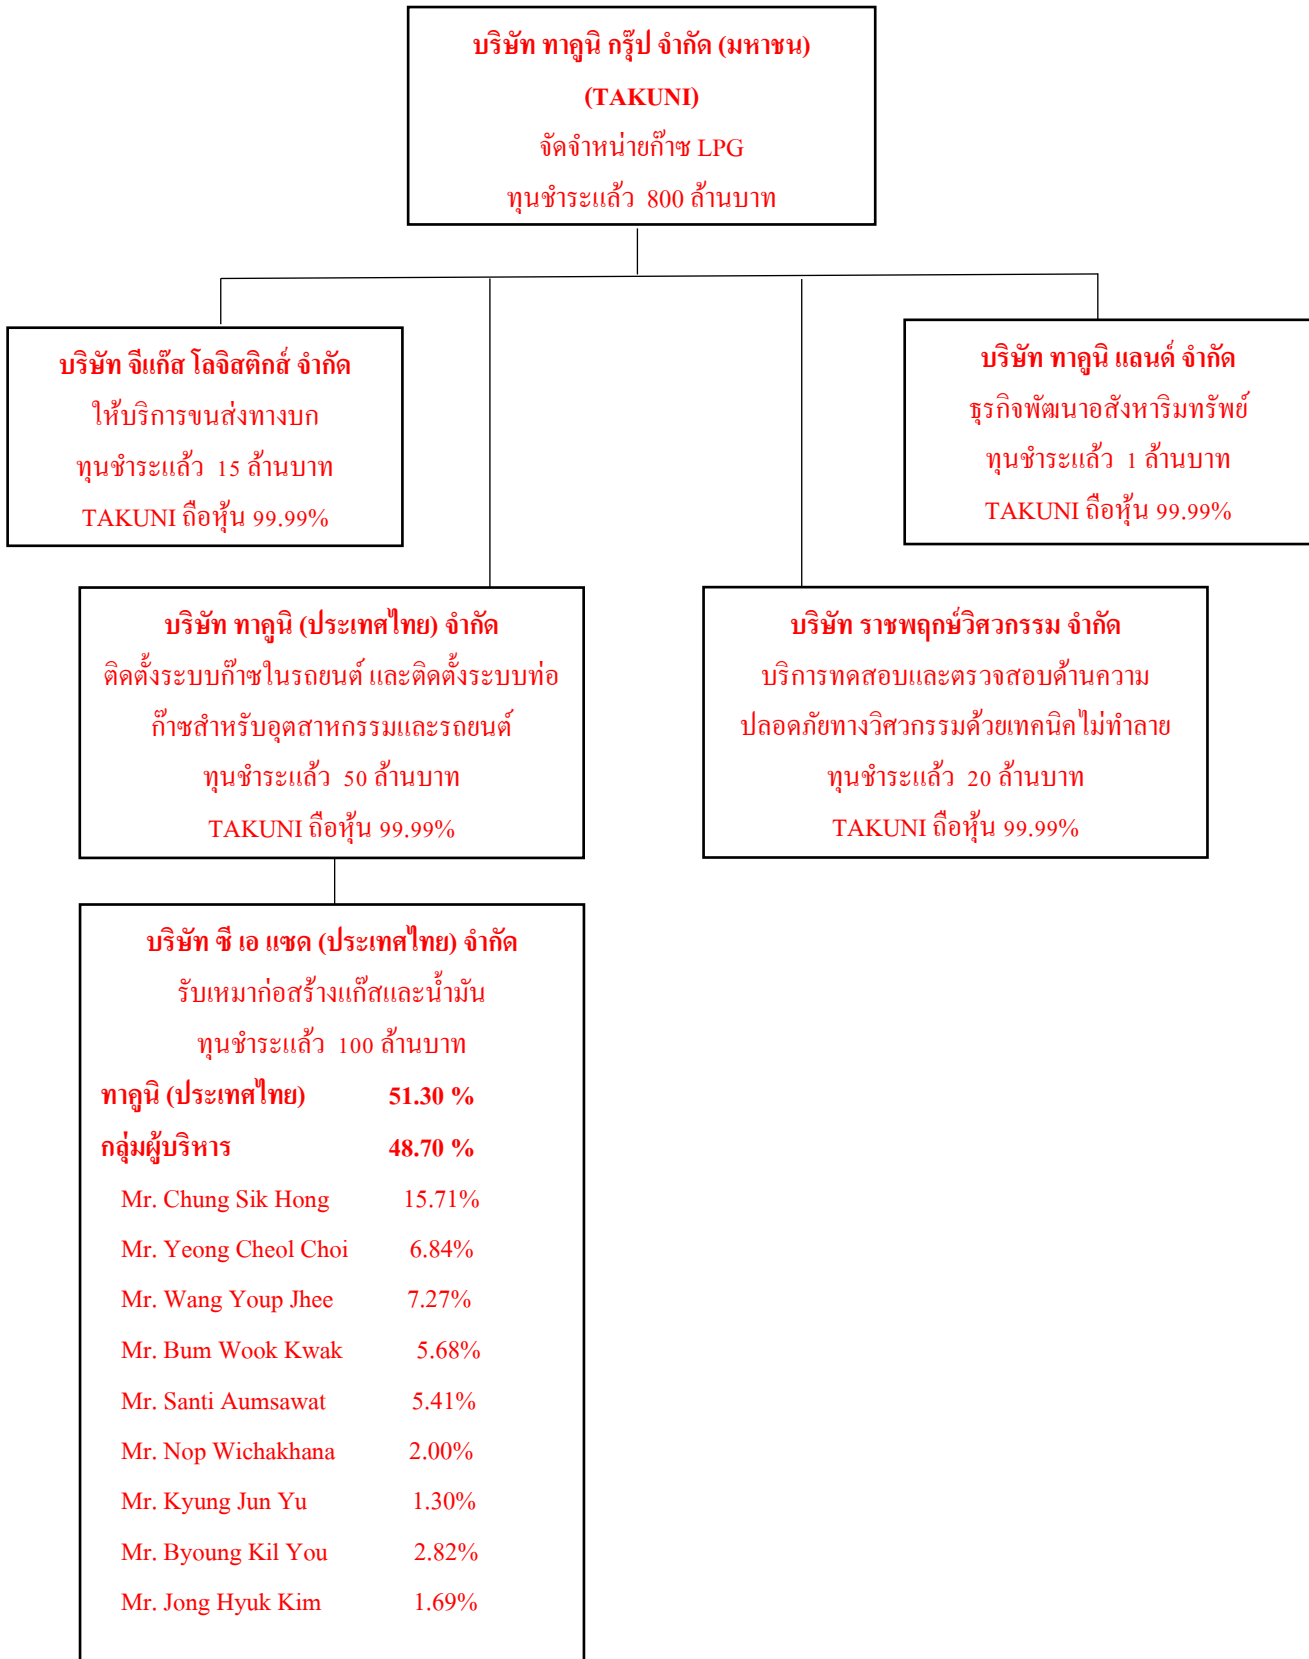 บริษัท ทาคูนิ กรุ๊ป จำกัด (มหาชน)
(TAKUNI)
จัดจำหน่ายก๊าซ LPG
ทุนชำระแล้ว 800 ล้านบาท
บริษัท จีแก๊ส โลจิสติกส์ จำกัด
ให้บริการขนส่งทางบก
ทุนชำระแล้ว 15 ล้านบาท
TAKUNI ถือหุ้น 99.99%
บริษัท ทาคูนิ แลนด์ จำกัด
ธุรกิจพัฒนาอสังหาริมทรัพย์
ทุนชำระแล้ว 1 ล้านบาท
TAKUNI ถือหุ้น 99.99%
บริษัท ทาคูนิ (ประเทศไทย) จำกัด
ติดตั้งระบบก๊าซในรถยนต์ และติดตั้งระบบท่อ
ก๊าซสำหรับอุตสาหกรรมและรถยนต์
ทุนชำระแล้ว 50 ล้านบาท
TAKUNI ถือหุ้น 99.99%
บริษัท ราชพฤกษ์วิศวกรรม จำกัด
บริการทดสอบและตรวจสอบด้านความ
ปลอดภัยทางวิศวกรรมด้วยเทคนิคไม่ทำลาย
ทุนชำระแล้ว 20 ล้านบาท
TAKUNI ถือหุ้น 99.99%
บริษัท ซี เอ แซด (ประเทศไทย) จำกัด
รับเหมาก่อสร้างแก๊สและน้ำมัน
ทุนชำระแล้ว 100 ล้านบาท
ทาคูนิ (ประเทศไทย) 51.30 %
กลุ่มผู้บริหาร 48.70 %
Mr. Chung Sik Hong 15.71%
Mr. Yeong Cheol Choi 6.84%
Mr. Wang Youp Jhee 7.27%
Mr. Bum Wook Kwak 5.68%
Mr. Santi Aumsawat 5.41%
Mr. Nop Wichakhana 2.00%
Mr. Kyung Jun Yu 1.30%
Mr. Byoung Kil You 2.82%
Mr. Jong Hyuk Kim 1.69%